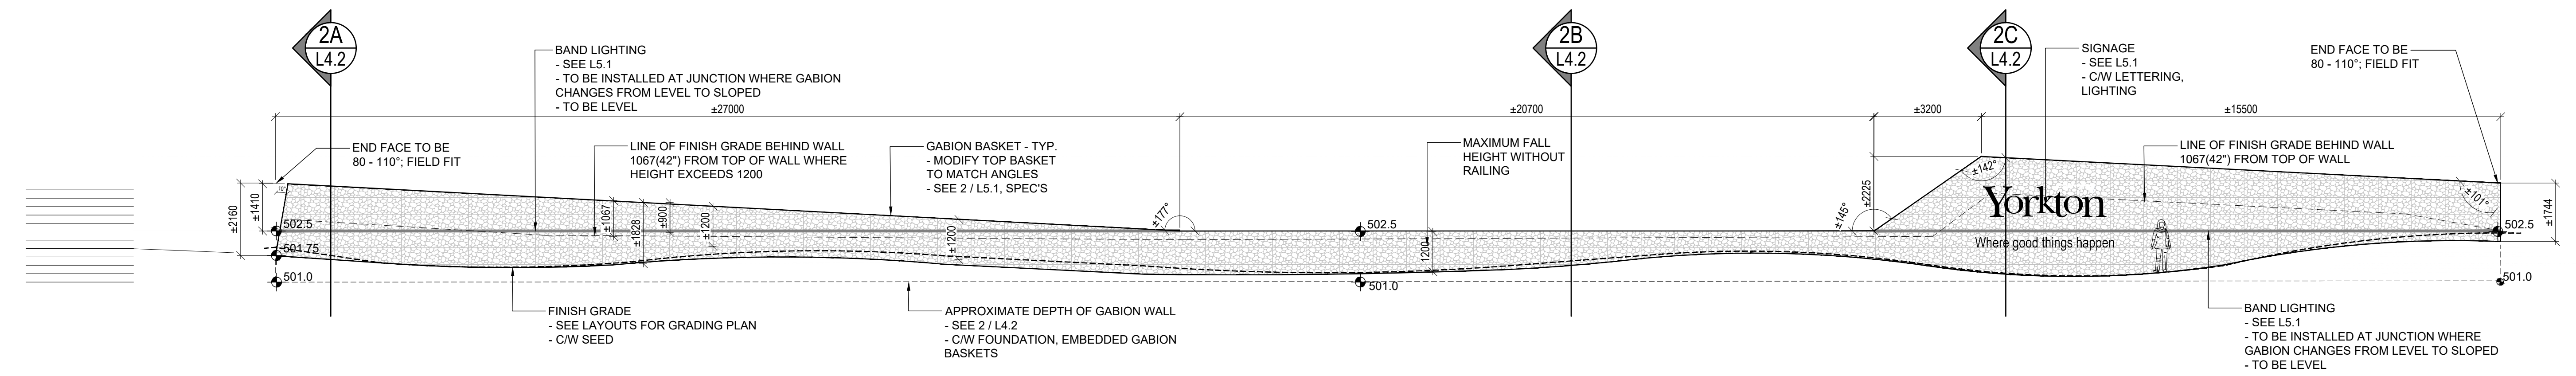 2A
L4.2
2B
L4.2
2C
L4.2
BAND LIGHTING
- SEE L5.1
- TO BE INSTALLED AT JUNCTION WHERE GABION
CHANGES FROM LEVEL TO SLOPED
- TO BE LEVEL
SIGNAGE
- SEE L5.1
- C/W LETTERING,
LIGHTING
END FACE TO BE
80 - 110°; FIELD FIT
±27000
±20700
±3200
±15500
END FACE TO BE
80 - 110°; FIELD FIT
LINE OF FINISH GRADE BEHIND WALL
1067(42") FROM TOP OF WALL WHERE
HEIGHT EXCEEDS 1200
GABION BASKET - TYP.
- MODIFY TOP BASKET
TO MATCH ANGLES
- SEE 2 / L5.1, SPEC'S
MAXIMUM FALL
HEIGHT WITHOUT
RAILING
LINE OF FINISH GRADE BEHIND WALL
1067(42") FROM TOP OF WALL
±2160
±1410
10°
±1067
±1828
±900
±1200
±1200
±177°
1200
±145°
±2225
±142°
±101°
±1744
Yorkton
Where good things happen
502.5
501.75
501.0
502.5
501.0
502.5
501.0
FINISH GRADE
- SEE LAYOUTS FOR GRADING PLAN
- C/W SEED
APPROXIMATE DEPTH OF GABION WALL
- SEE 2 / L4.2
- C/W FOUNDATION, EMBEDDED GABION
BASKETS
BAND LIGHTING
- SEE L5.1
- TO BE INSTALLED AT JUNCTION WHERE
GABION CHANGES FROM LEVEL TO SLOPED
- TO BE LEVEL